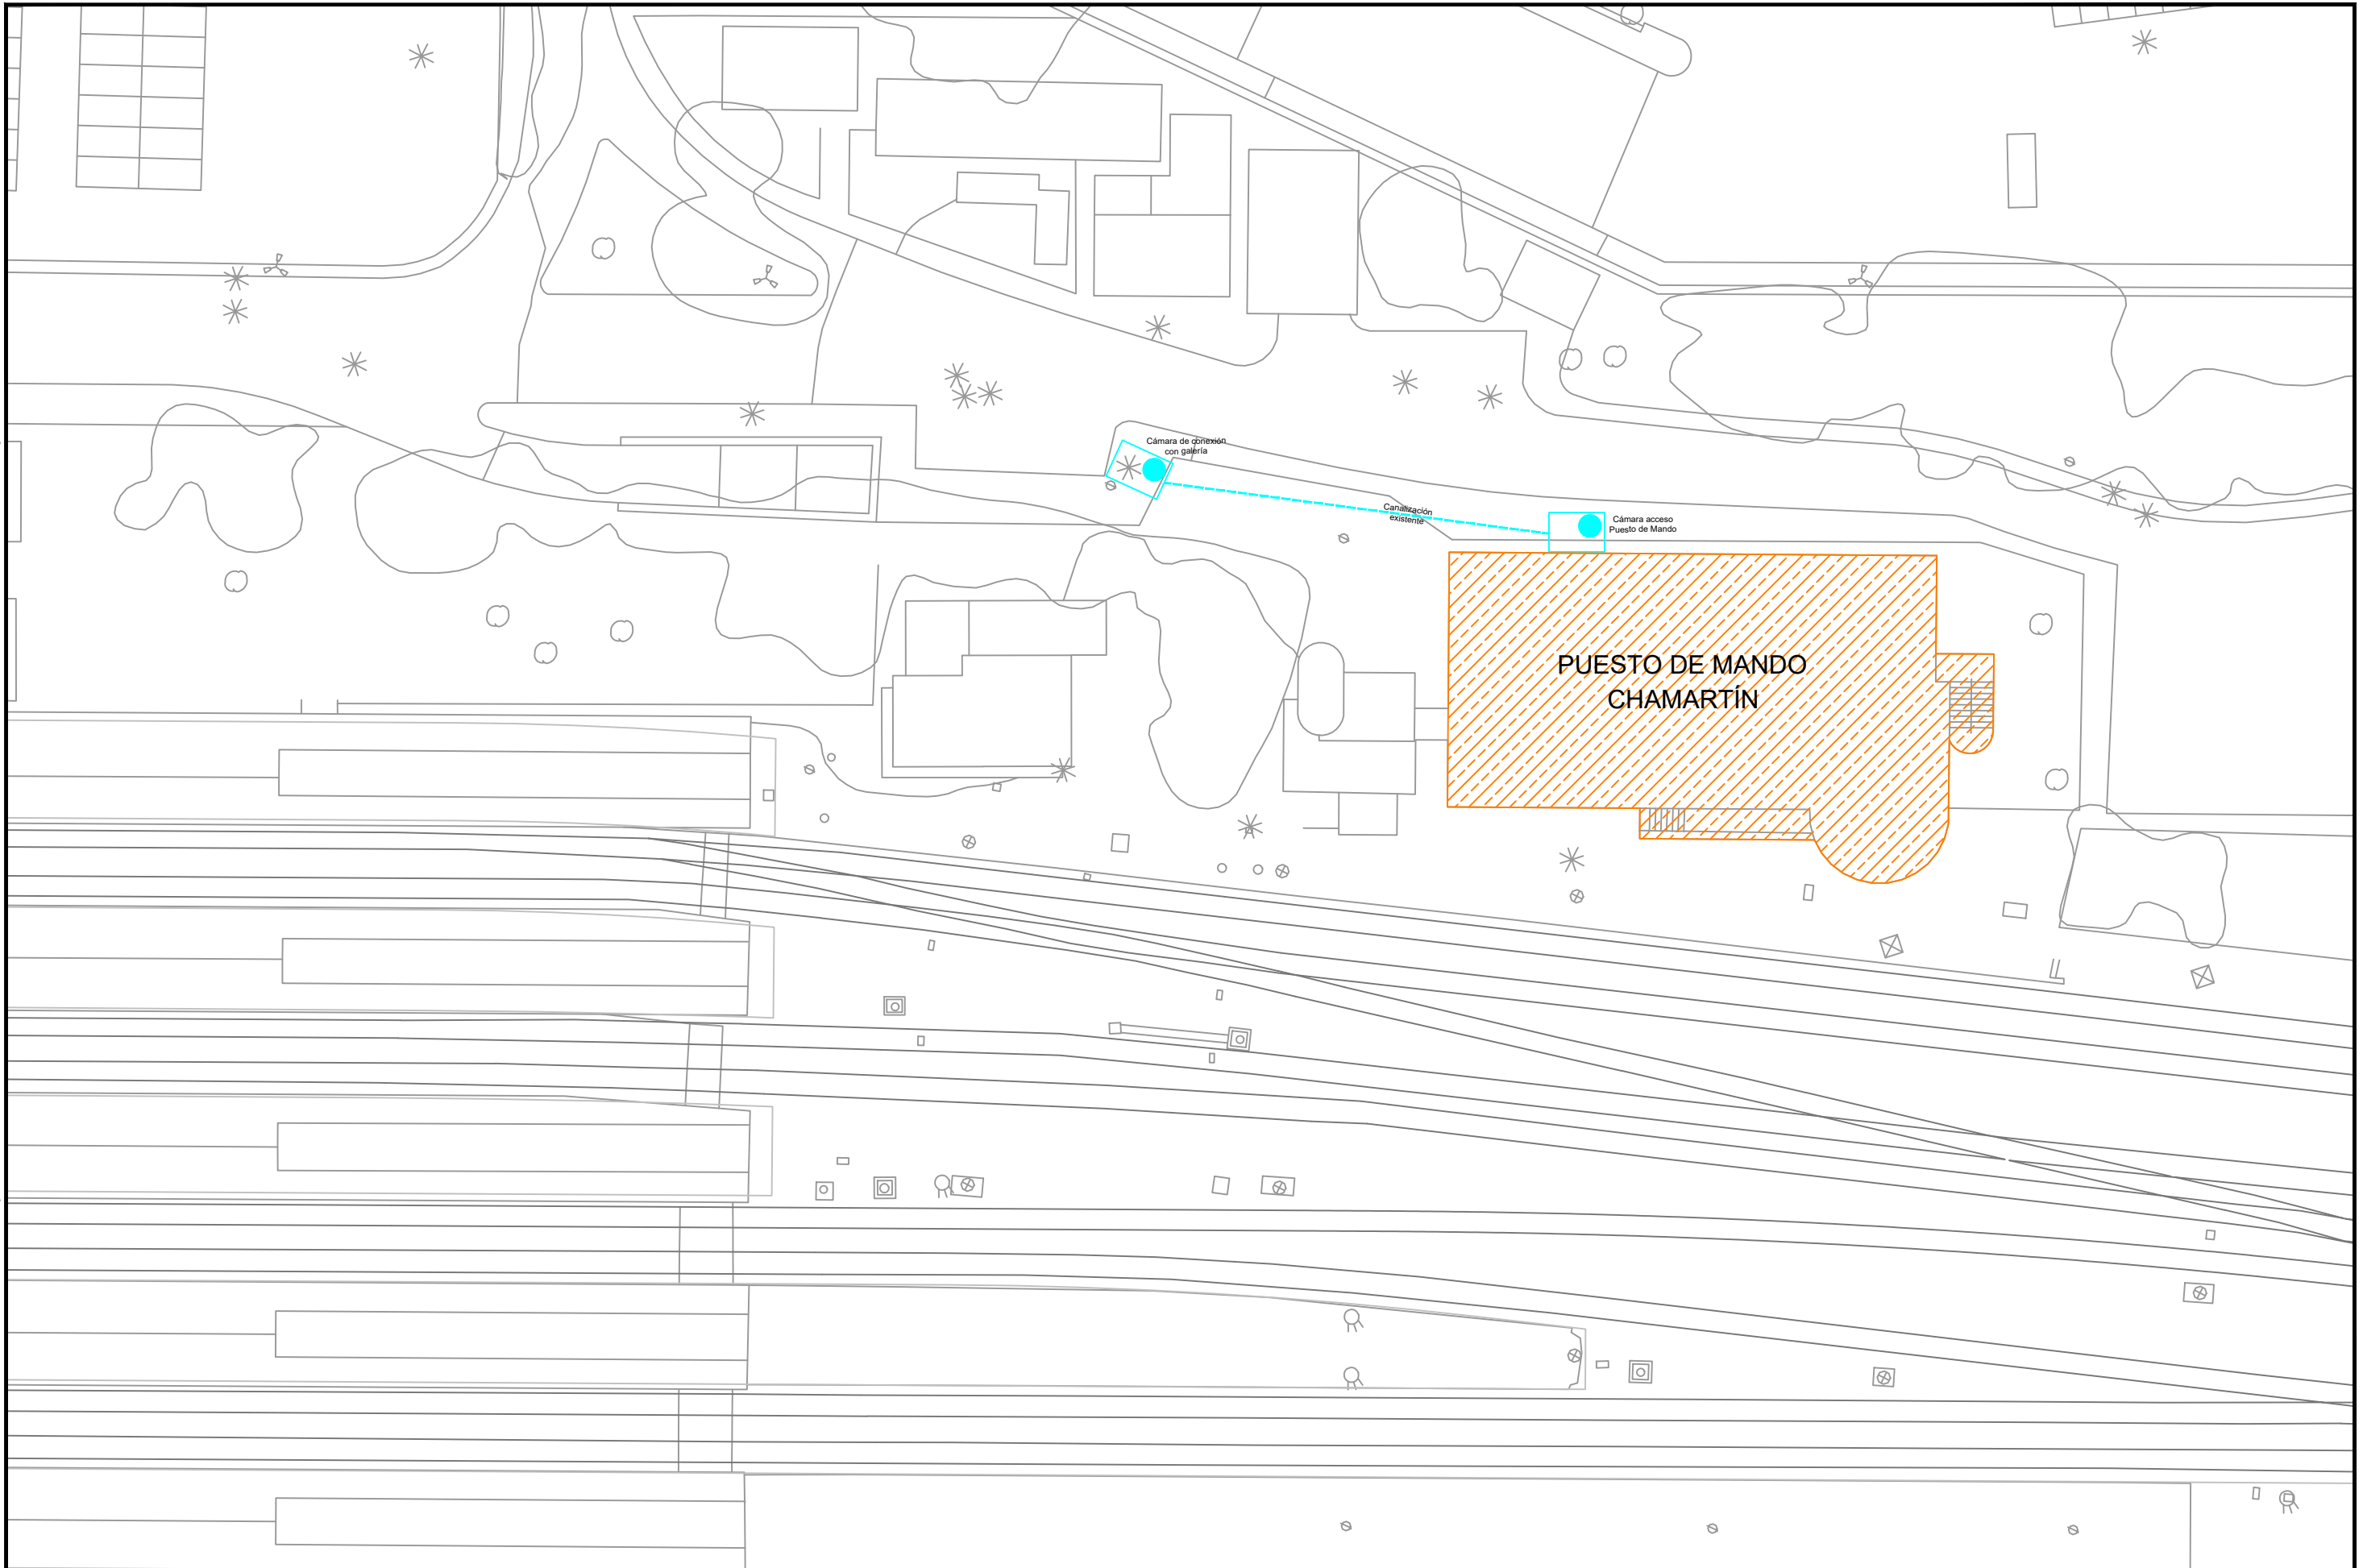 Cámara de conexión
con galería
Canalización
existente
Cámara acceso
Puesto de Mando
PUESTO DE MANDO
CHAMARTÍN